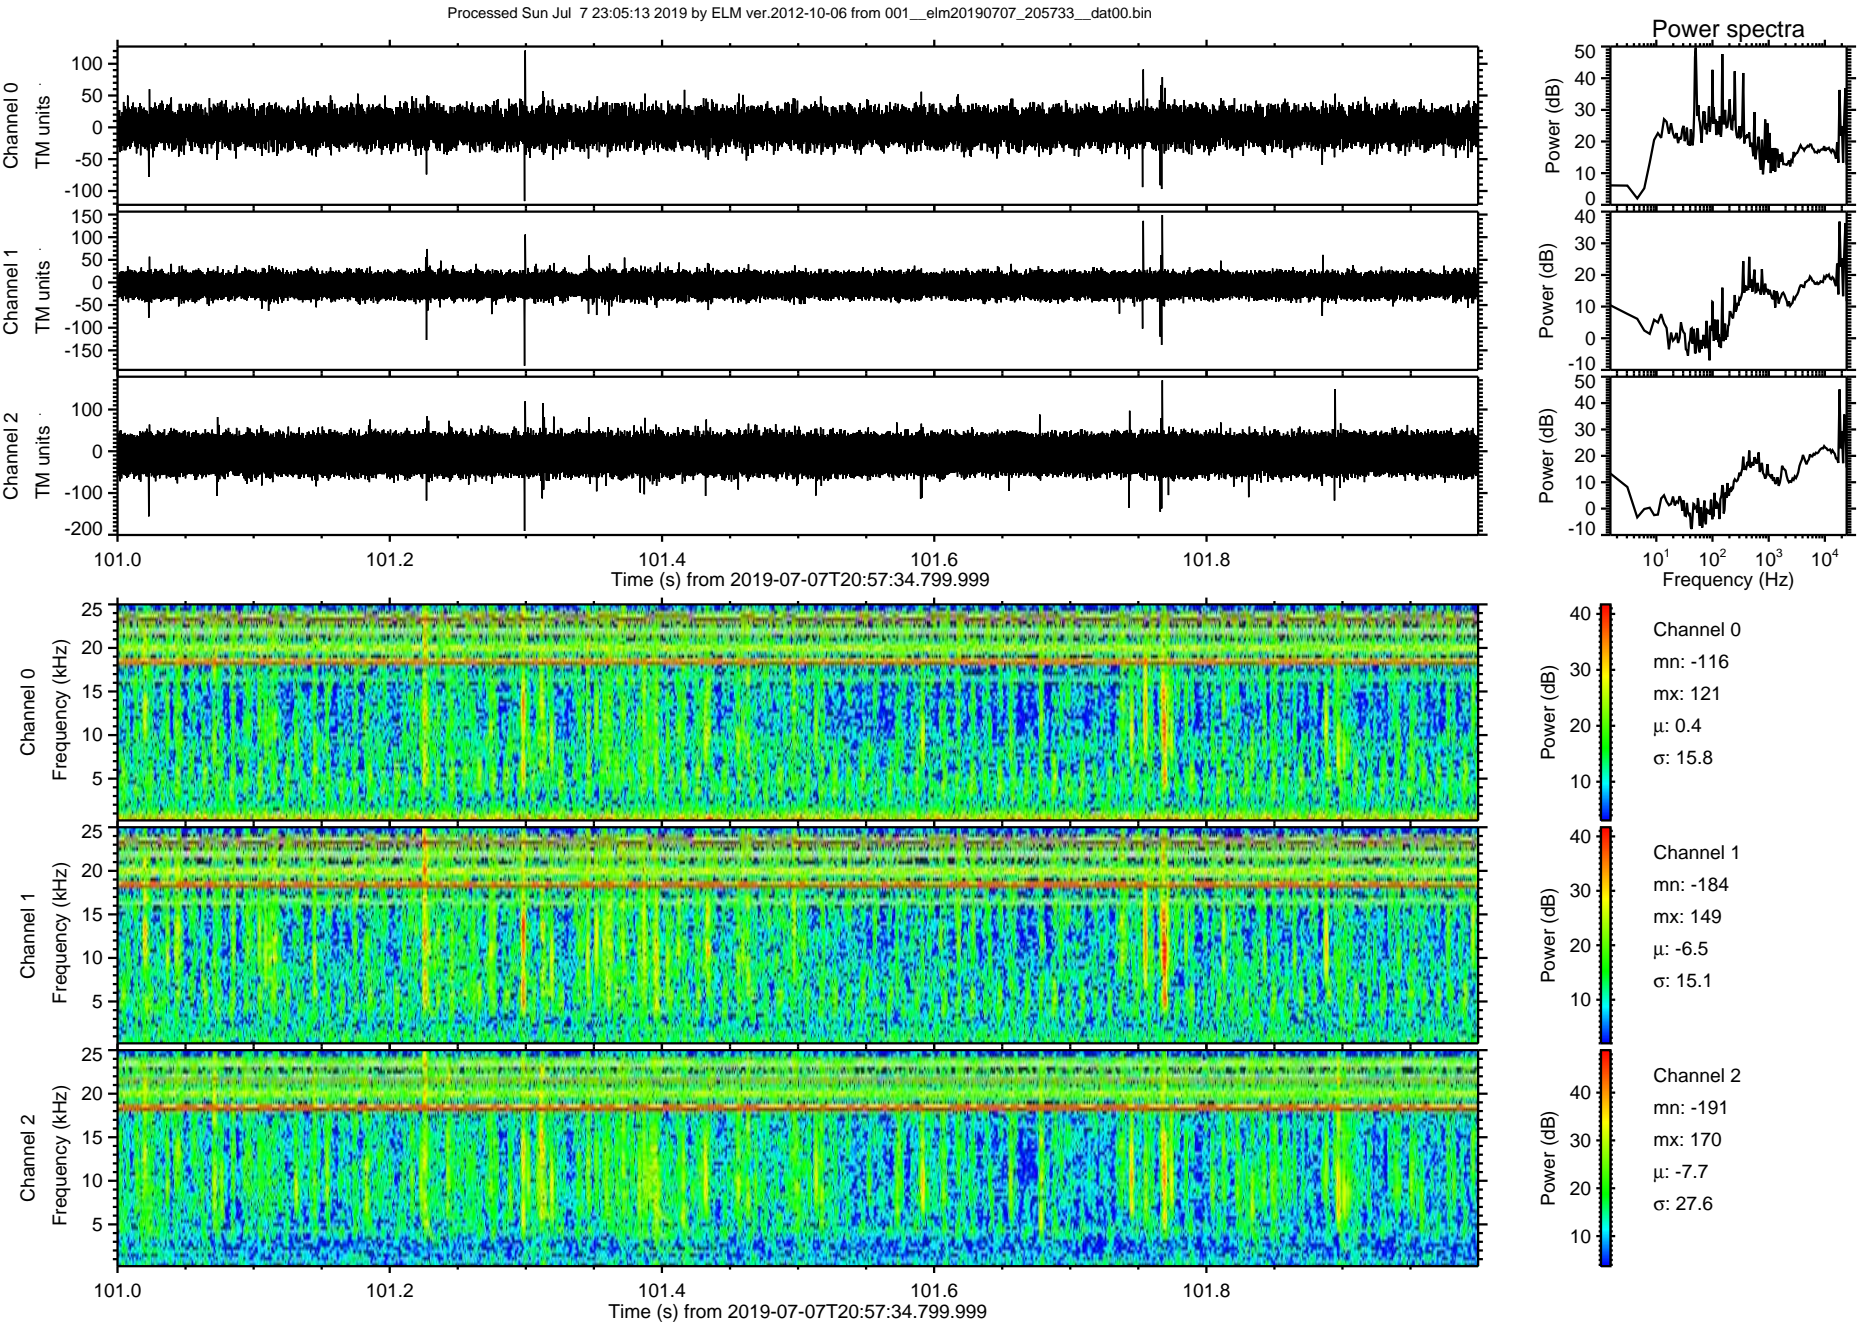 Processed Sun Jul  7 23:05:13 2019 by ELM ver.2012-10-06 from 001__elm20190707_205733__dat00.bin
Power spectra
Channel 0
TM units
100
50
0
-50
-100
Power (dB)
50
40
30
20
10
0
Channel 1
TM units
150
100
50
0
-50
-100
-150
Power (dB)
40
30
20
10
0
-10
Channel 2
TM units
100
0
-100
-200
Power (dB)
50
40
30
20
10
0
-10
101.0 101.2 101.4 101.6 101.8
Time (s) from 2019-07-07T20:57:34.799.999
10¹ 10² 10³ 10⁴
Frequency (Hz)
Channel 0
Frequency (kHz)
25
20
15
10
5
Power (dB)
40
30
20
10
Channel 0
mn: -116
mx: 121
μ: 0.4
σ: 15.8
Channel 1
Frequency (kHz)
25
20
15
10
5
Power (dB)
40
30
20
10
Channel 1
mn: -184
mx: 149
μ: -6.5
σ: 15.1
Channel 2
Frequency (kHz)
25
20
15
10
5
Power (dB)
40
30
20
10
Channel 2
mn: -191
mx: 170
μ: -7.7
σ: 27.6
101.0 101.2 101.4 101.6 101.8
Time (s) from 2019-07-07T20:57:34.799.999